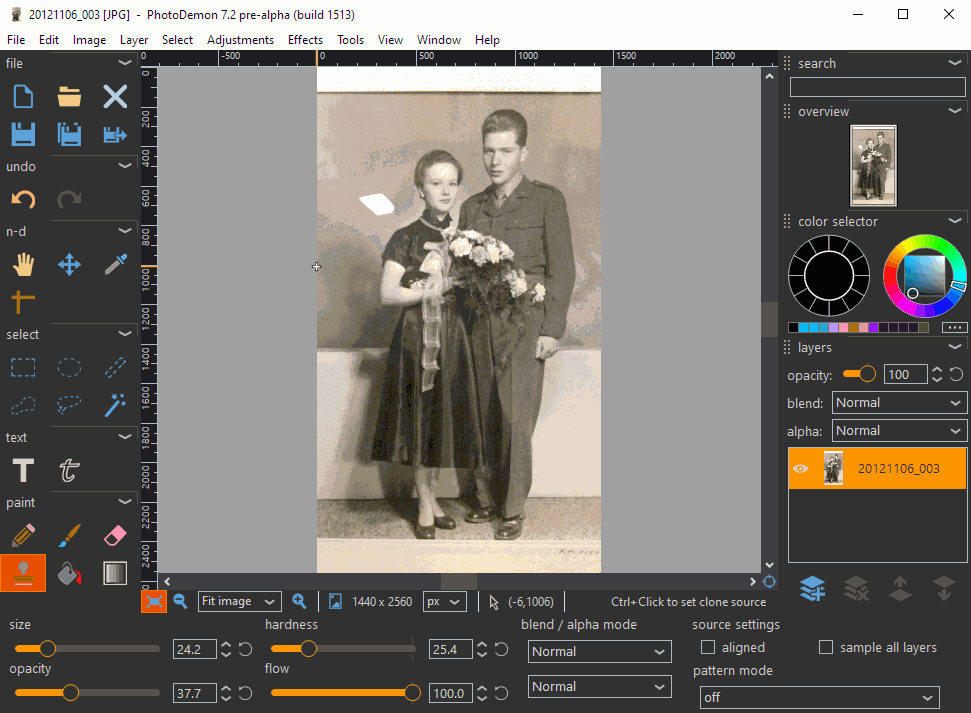 20121106_003 [JPG] - PhotoDemon 7.2 pre-alpha (build 1513)
File Edit Image Layer Select Adjustments Effects Tools View Window Help
file
undo
n-d
select
text
paint
0 -500 0 500 1000 1500 2000
0
200
400
600
800
1000
1200
1400
1600
1800
2000
2200
2400
search
overview
color selector
layers
opacity: 100
blend: Normal
alpha: Normal
20121106_003
Fit image 1440 x 2560 px (-6,1006) Ctrl+Click to set clone source
size 24.2
opacity 37.7
hardness 25.4
flow 100.0
blend / alpha mode
Normal
Normal
source settings
aligned sample all layers
pattern mode
off